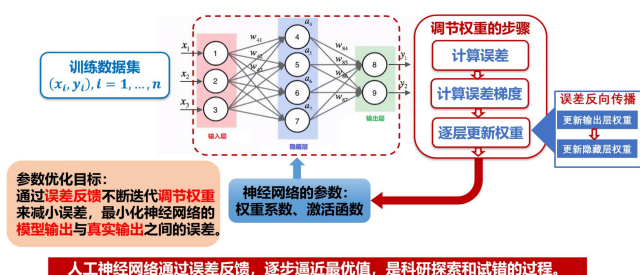 训练数据集
(xᵢ, yᵢ), i = 1, …, n
x₁
x₂
x₃
1
2
3
输入层
w₄₁
w₄₂
w₄₃
a₄
4
a₅
5
a₆
6
a₇
7
隐藏层
w₈₄
w₈₅
w₈₆
w₈₇
8
9
输出层
y₁
y₂
调节权重的步骤
计算误差
计算误差梯度
逐层更新权重
误差反向传播
更新输出层权重
更新隐藏层权重
参数优化目标：
通过误差反馈不断迭代调节权重
来减小误差，最小化神经网络的
模型输出与真实输出之间的误差。
神经网络的参数：
权重系数、激活函数
人工神经网络通过误差反馈，逐步逼近最优值，是科研探索和试错的过程。